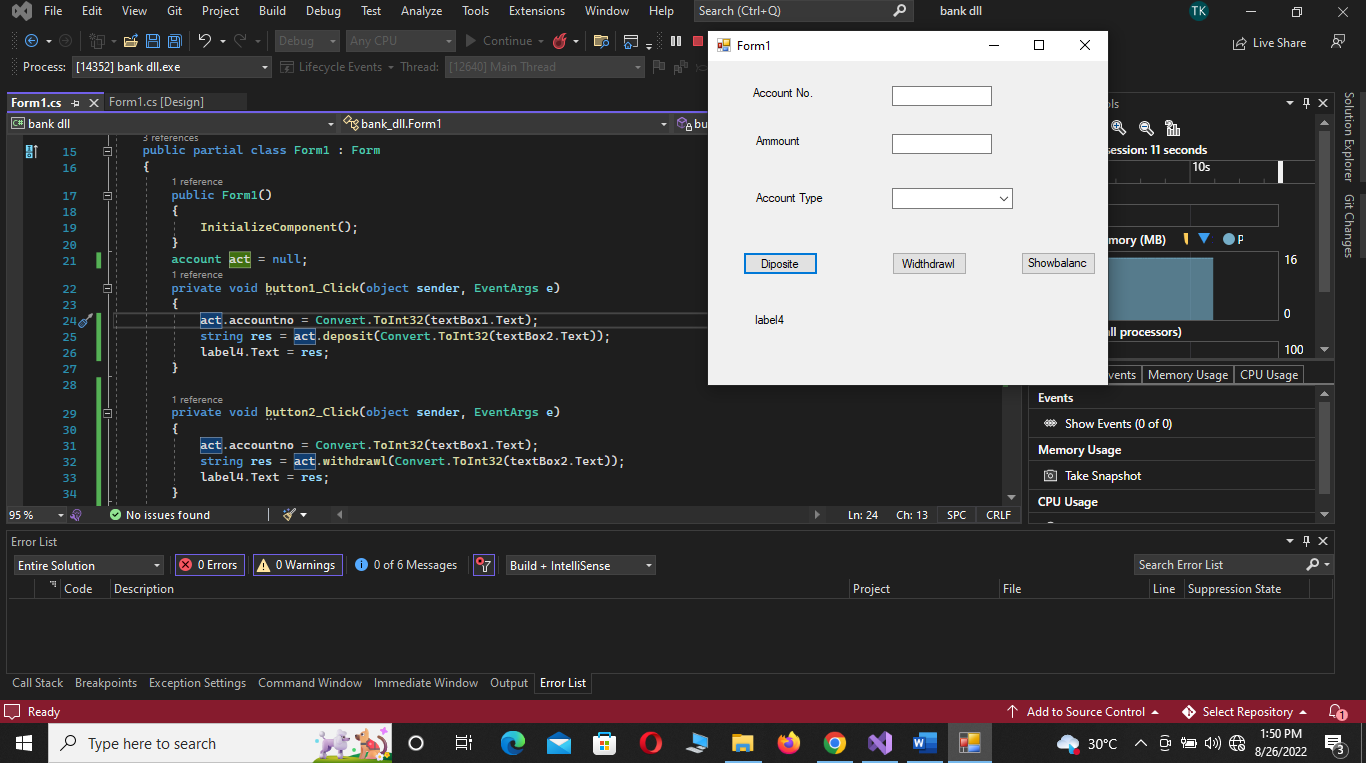 File Edit View Git Project Build Debug Test Analyze Tools Extensions Window Help Search (Ctrl+Q) bank dll TK
Debug Any CPU Continue Live Share
Process: [14352] bank dll.exe Lifecycle Events Thread: [12640] Main Thread
Form1.cs Form1.cs [Design]
bank dll bank_dll.Form1 bu
3 references
15 public partial class Form1 : Form
16 {
1 reference
17 public Form1()
18 {
19 InitializeComponent();
20 }
21 account act = null;
1 reference
22 private void button1_Click(object sender, EventArgs e)
23 {
24 act.accountno = Convert.ToInt32(textBox1.Text);
25 string res = act.deposit(Convert.ToInt32(textBox2.Text));
26 label4.Text = res;
27 }
28
1 reference
29 private void button2_Click(object sender, EventArgs e)
30 {
31 act.accountno = Convert.ToInt32(textBox1.Text);
32 string res = act.withdrawl(Convert.ToInt32(textBox2.Text));
33 label4.Text = res;
34 }
95 % No issues found Ln: 24 Ch: 13 SPC CRLF
Form1
Account No.
Ammount
Account Type
Diposite Widthdrawl Showbalanc
label4
ols
session: 11 seconds
10s
mory (MB) P
16
0
ll processors)
100
vents Memory Usage CPU Usage
Events
Show Events (0 of 0)
Memory Usage
Take Snapshot
CPU Usage
Solution Explorer
Git Changes
Error List
Entire Solution 0 Errors 0 Warnings 0 of 6 Messages Build + IntelliSense Search Error List
Code Description Project File Line Suppression State
Call Stack Breakpoints Exception Settings Command Window Immediate Window Output Error List
Ready Add to Source Control Select Repository 1
Type here to search 30°C 1:50 PM
8/26/2022 3